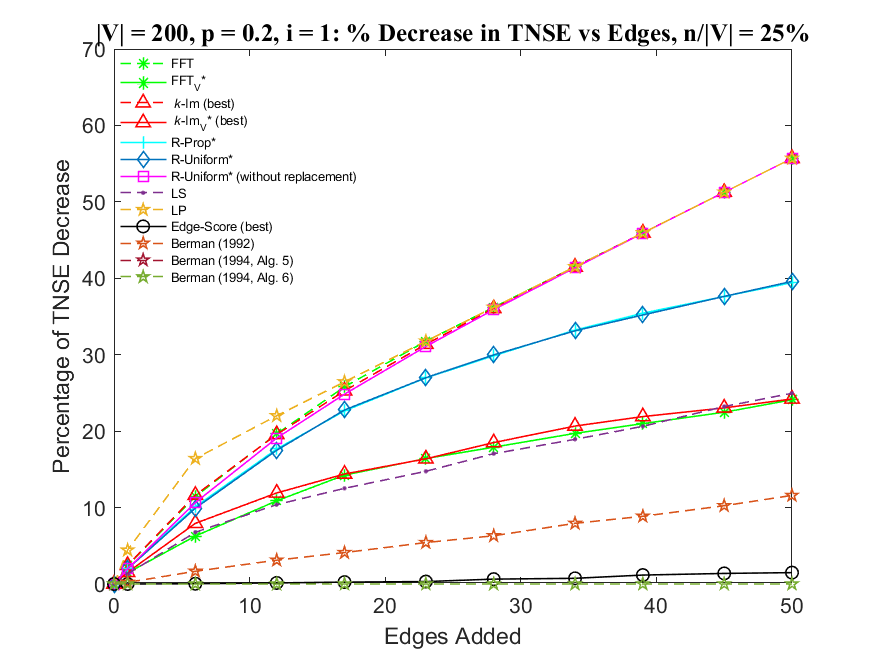 |V| = 200, p = 0.2, i = 1: % Decrease in TNSE vs Edges, n/|V| = 25%
70
60
50
40
30
20
10
0
Percentage of TNSE Decrease
FFT
FFT_V*
k-lm (best)
k-lm_V* (best)
R-Prop*
R-Uniform*
R-Uniform* (without replacement)
LS
LP
Edge-Score (best)
Berman (1992)
Berman (1994, Alg. 5)
Berman (1994, Alg. 6)
0 10 20 30 40 50
Edges Added